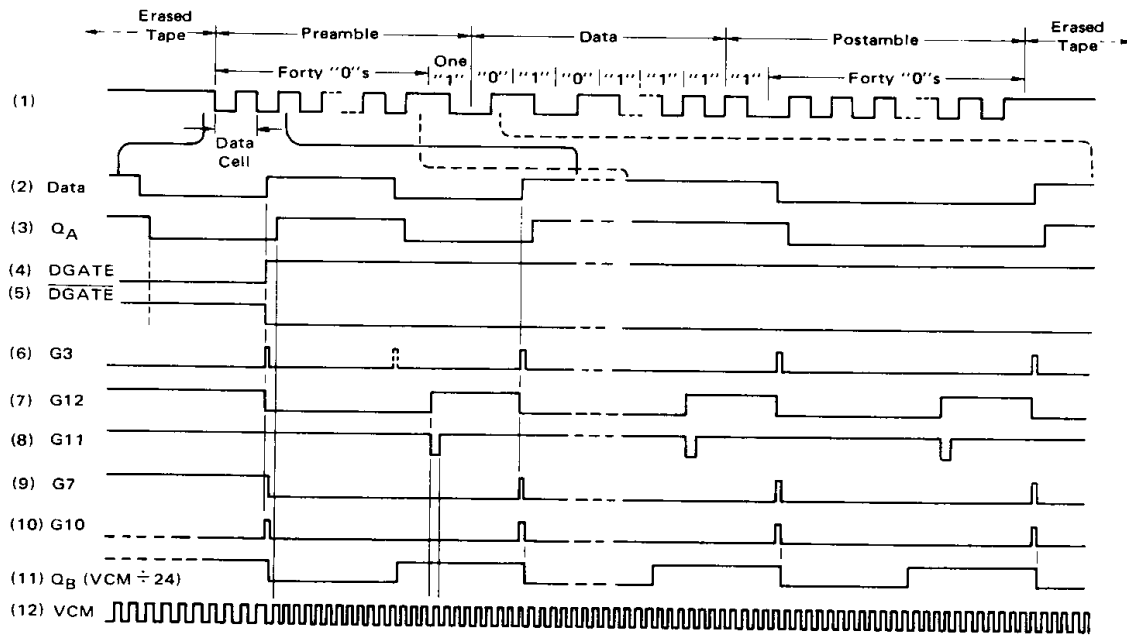 Erased Tape
Preamble
Data
Postamble
Erased Tape
Forty "0"s
One "1"
"0" "1" "0" "1" "1" "1" "1"
Forty "0"s
(1)
Data Cell
(2) Data
(3) QA
(4) DGATE
(5) DGATE
(6) G3
(7) G12
(8) G11
(9) G7
(10) G10
(11) QB (VCM ÷ 24)
(12) VCM